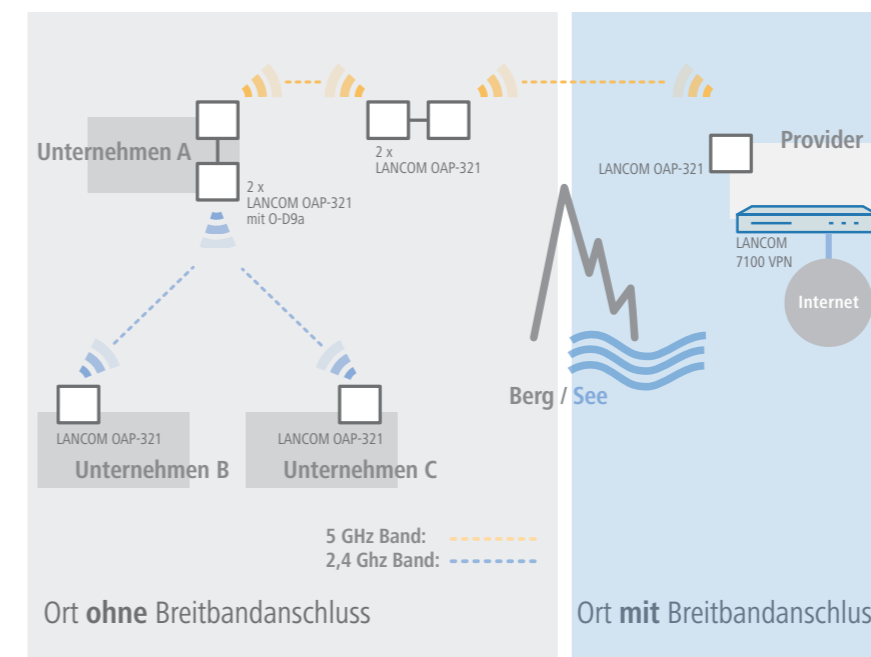 Unternehmen A
2 x
LANCOM OAP-321
mit O-D9a
2 x
LANCOM OAP-321
LANCOM OAP-321
Provider
LANCOM
7100 VPN
Internet
Berg / See
LANCOM OAP-321
Unternehmen B
LANCOM OAP-321
Unternehmen C
5 GHz Band:
2,4 Ghz Band:
Ort ohne Breitbandanschluss
Ort mit Breitbandanschlus